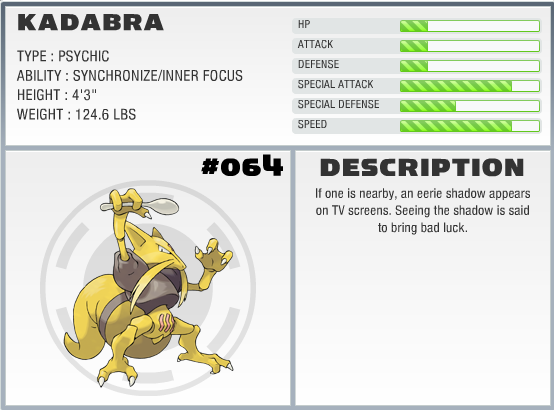 KADABRA
TYPE : PSYCHIC
ABILITY : SYNCHRONIZE/INNER FOCUS
HEIGHT : 4'3"
WEIGHT : 124.6 LBS
HP
ATTACK
DEFENSE
SPECIAL ATTACK
SPECIAL DEFENSE
SPEED
#064
DESCRIPTION
If one is nearby, an eerie shadow appears
on TV screens. Seeing the shadow is said
to bring bad luck.